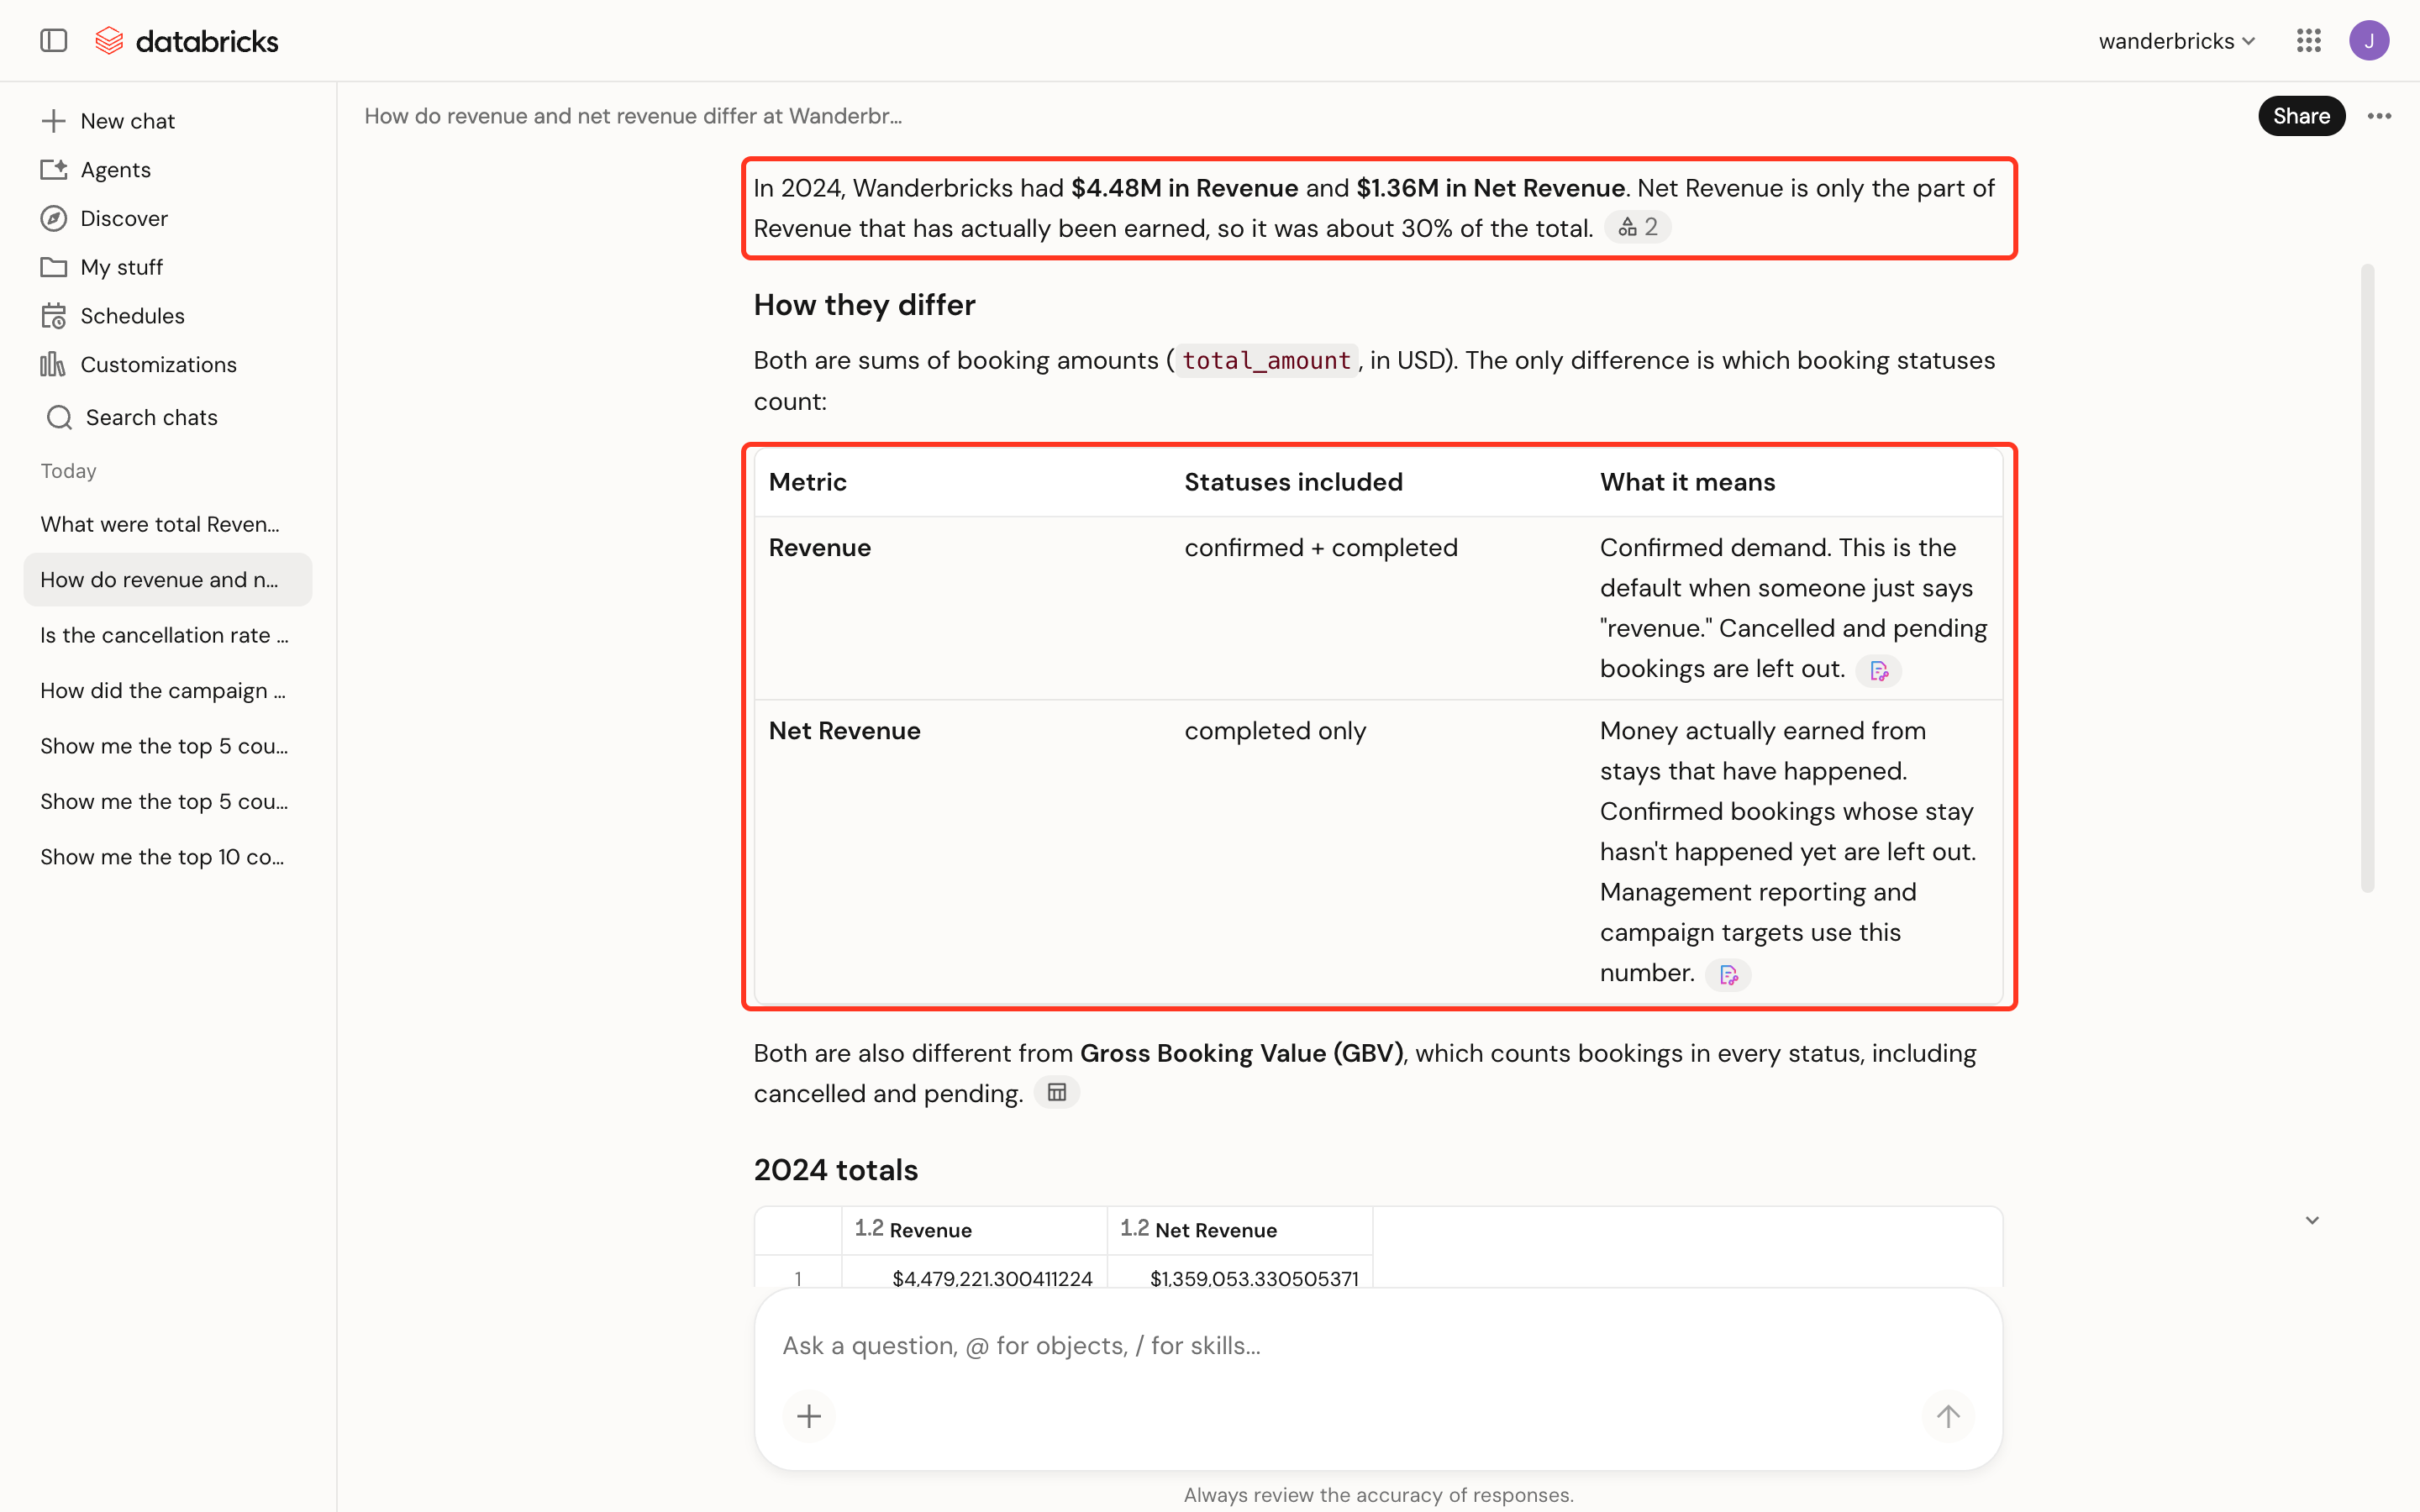 databricks
wanderbricks
J
New chat
Agents
Discover
My stuff
Schedules
Customizations
Search chats
Today
What were total Reven...
How do revenue and n...
Is the cancellation rate ...
How did the campaign ...
Show me the top 5 cou...
Show me the top 5 cou...
Show me the top 10 co...
How do revenue and net revenue differ at Wanderbr...
Share
In 2024, Wanderbricks had $4.48M in Revenue and $1.36M in Net Revenue. Net Revenue is only the part of
Revenue that has actually been earned, so it was about 30% of the total. 2
How they differ
Both are sums of booking amounts ( total_amount , in USD). The only difference is which booking statuses
count:
Metric Statuses included What it means
Revenue confirmed + completed Confirmed demand. This is the
default when someone just says
"revenue." Cancelled and pending
bookings are left out.
Net Revenue completed only Money actually earned from
stays that have happened.
Confirmed bookings whose stay
hasn't happened yet are left out.
Management reporting and
campaign targets use this
number.
Both are also different from Gross Booking Value (GBV), which counts bookings in every status, including
cancelled and pending.
2024 totals
1.2 Revenue 1.2 Net Revenue
1 $4,479,221.300411224 $1,359,053.330505371
Ask a question, @ for objects, / for skills...
Always review the accuracy of responses.